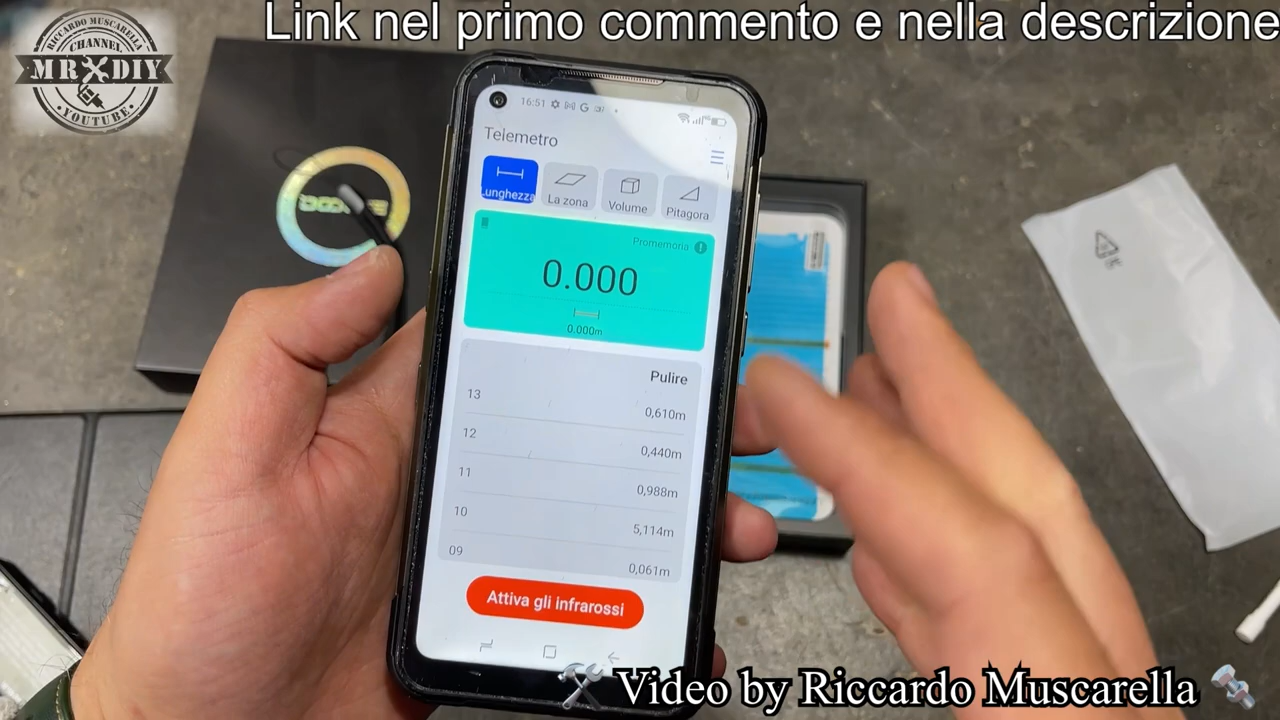 Link nel primo commento e nella descrizione
RICCARDO MUSCARELLA
CHANNEL
MR DIY
YOUTUBE
DOOGEE
16:51
Telemetro
Lunghezza
La zona
Volume
Pitagora
Promemoria
0.000
0.000m
Pulire
13 0,610m
12 0,440m
11 0,988m
10 5,114m
09 0,061m
Attiva gli infrarossi
Video by Riccardo Muscarella